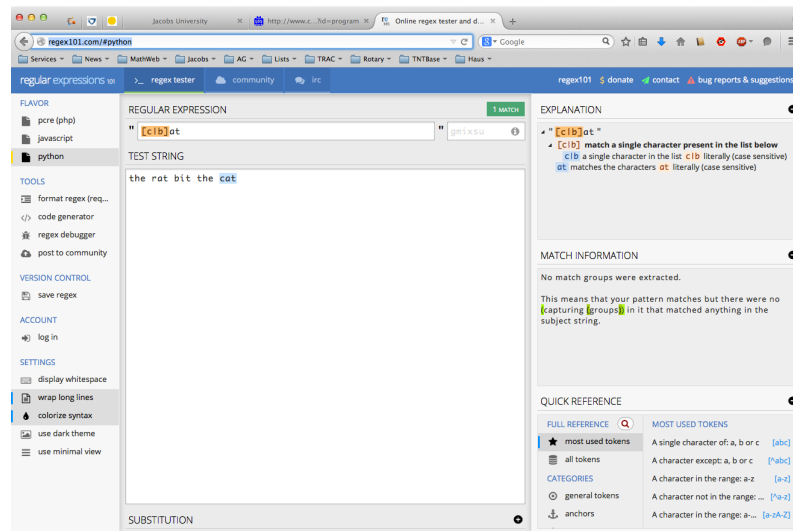 Jacobs University
http://www.c...?id=program
Online regex tester and d...
regex101.com/#python
Google
Services
News
MathWeb
Jacobs
AG
Lists
TRAC
Rotary
TNTBase
Haus
regular expressions 101
regex tester
community
irc
regex101
$ donate
contact
bug reports & suggestions
FLAVOR
pcre (php)
javascript
python
TOOLS
format regex (req...
code generator
regex debugger
post to community
VERSION CONTROL
save regex
ACCOUNT
log in
SETTINGS
display whitespace
wrap long lines
colorize syntax
use dark theme
use minimal view
REGULAR EXPRESSION
1 MATCH
" [c|b]at " gmixsu
TEST STRING
the rat bit the cat
SUBSTITUTION
EXPLANATION
"[c|b]at"
[c|b] match a single character present in the list below
c|b a single character in the list c|b literally (case sensitive)
at matches the characters at literally (case sensitive)
MATCH INFORMATION
No match groups were extracted.
This means that your pattern matches but there were no
(capturing (groups)) in it that matched anything in the
subject string.
QUICK REFERENCE
FULL REFERENCE
most used tokens
all tokens
CATEGORIES
general tokens
anchors
MOST USED TOKENS
A single character of: a, b or c [abc]
A character except: a, b or c [^abc]
A character in the range: a-z [a-z]
A character not in the range: ... [^a-z]
A character in the range: a-... [a-zA-Z]